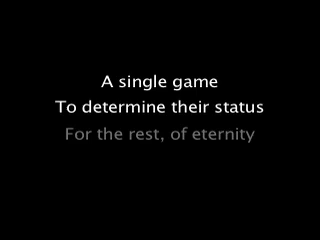 A single game
To determine their status
For the rest, of eternity